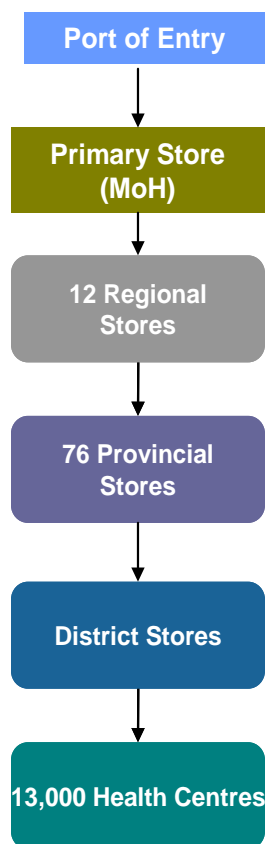 Port of Entry
Primary Store
(MoH)
12 Regional
Stores
76 Provincial
Stores
District Stores
13,000 Health Centres